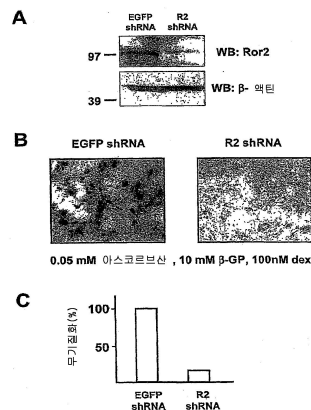 A
EGFP shRNA R2 shRNA
97 WB: Ror2
39 WB: β- 액틴
B
EGFP shRNA R2 shRNA
0.05 mM 아스코르브산 , 10 mM β-GP, 100nM dex
C
무기질화(%)
100
50
EGFP shRNA R2 shRNA